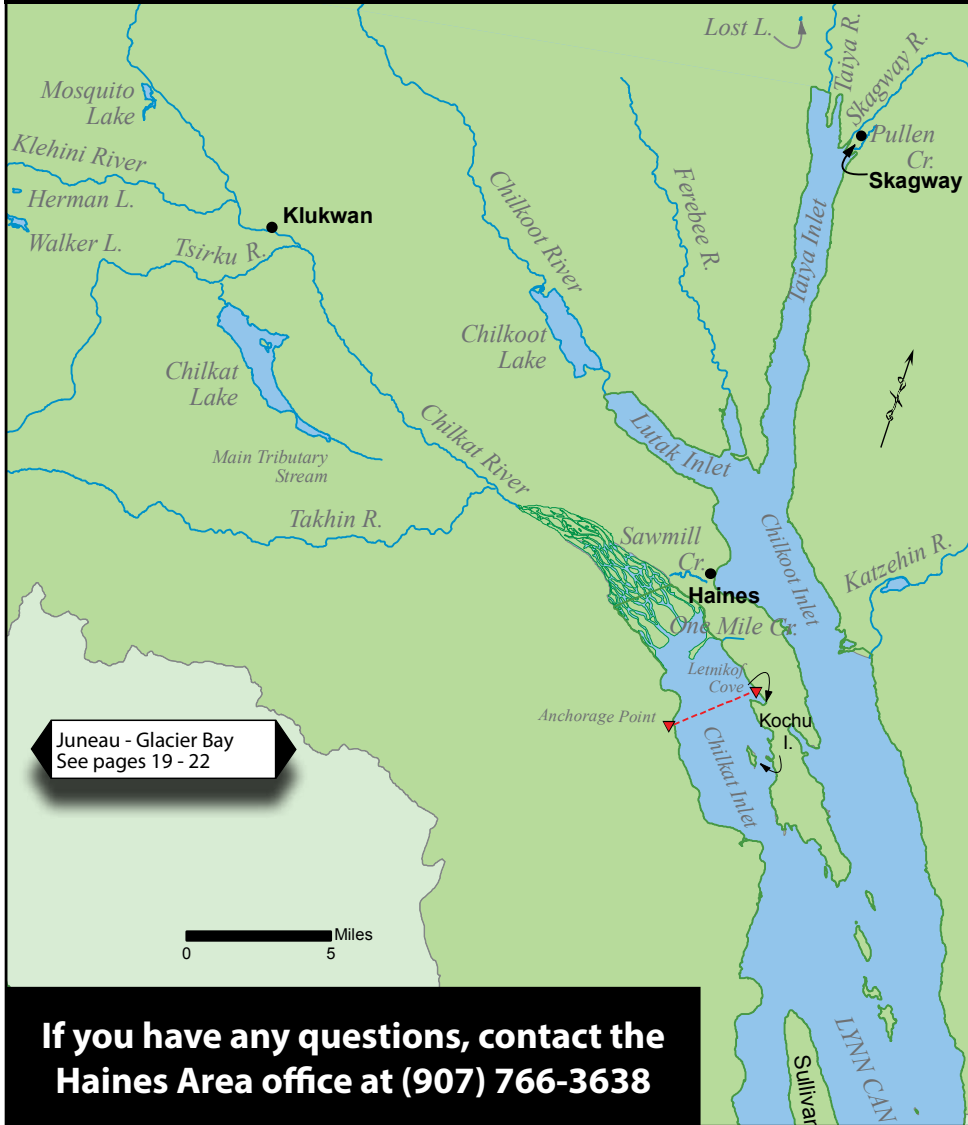 Lost L.
Taiya R.
Skagway R.
Mosquito
Lake
Pullen
Cr.
Skagway
Klehini River
Herman L.
Walker L.
Klukwan
Tsirku R.
Chilkoot River
Ferebee R.
Taiya Inlet
Chilkat
Lake
Chilkoot
Lake
Main Tributary
Stream
Chilkat River
Lutak Inlet
Takhin R.
Sawmill
Cr.
Haines
Chilkoot Inlet
Katzehin R.
One Mile Cr.
Letnikof
Cove
Anchorage Point
Kochu
I.
Chilkat Inlet
Juneau - Glacier Bay
See pages 19 - 22
Miles
0 5
If you have any questions, contact the
Haines Area office at (907) 766-3638
Sullivan
LYNN CAN